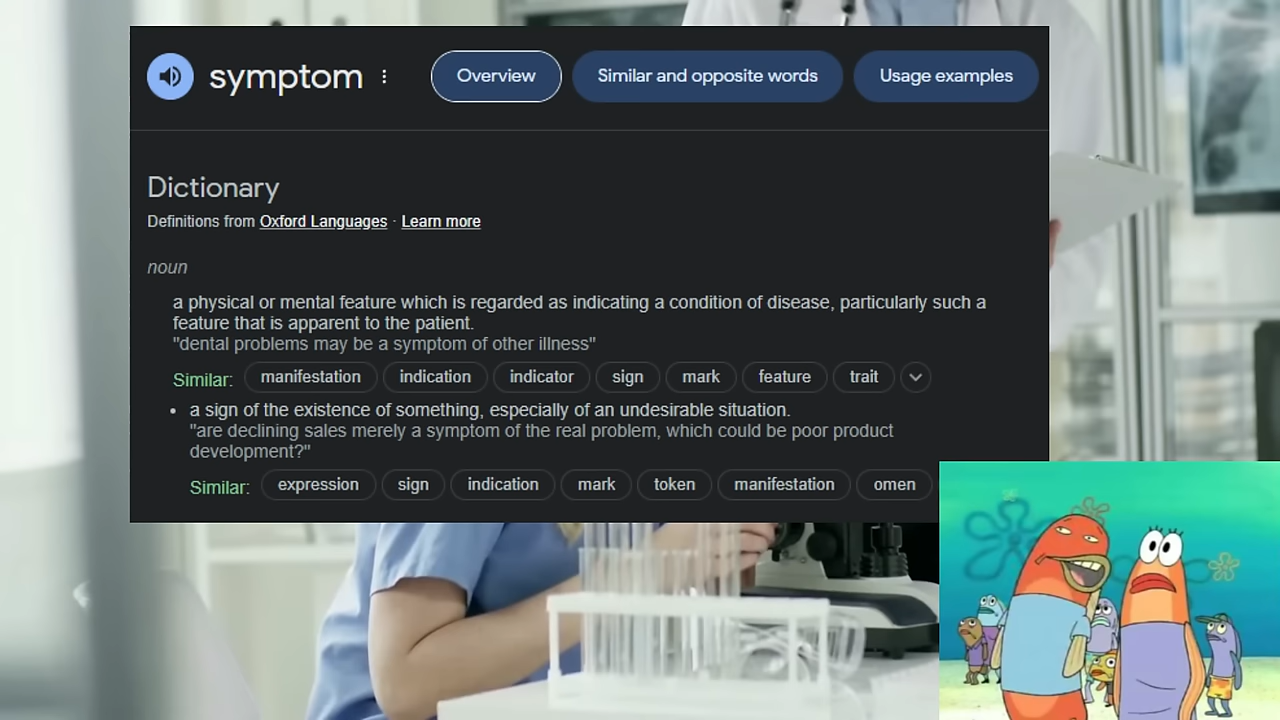 symptom
Overview
Similar and opposite words
Usage examples
Dictionary
Definitions from Oxford Languages · Learn more
noun
a physical or mental feature which is regarded as indicating a condition of disease, particularly such a
feature that is apparent to the patient.
"dental problems may be a symptom of other illness"
Similar: manifestation indication indicator sign mark feature trait
• a sign of the existence of something, especially of an undesirable situation.
"are declining sales merely a symptom of the real problem, which could be poor product
development?"
Similar: expression sign indication mark token manifestation omen